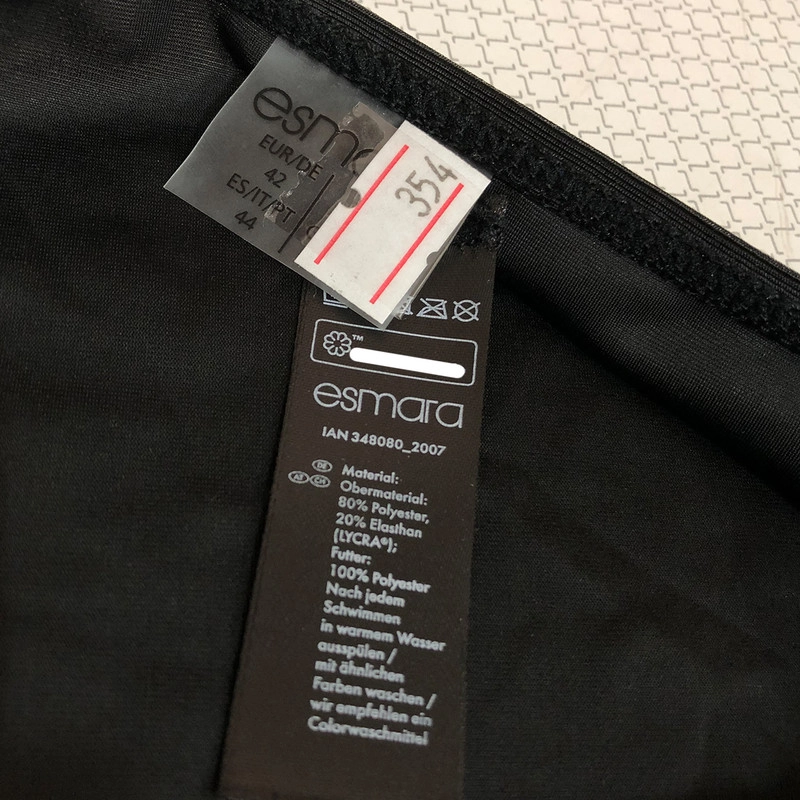 esm
EUR/DE
42
ES/IT/PT
44
354
™
esmara
IAN 348080_2007
DE
AT CH
Material:
Obermaterial:
80% Polyester,
20% Elasthan
(LYCRA®);
Futter:
100% Polyester
Nach jedem
Schwimmen
in warmem Wasser
ausspülen /
mit ähnlichen
Farben waschen /
wir empfehlen ein
Colorwaschmittel